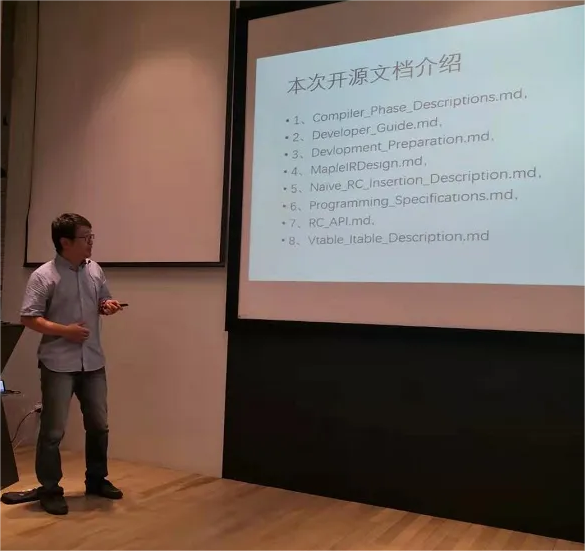 本次开源文档介绍
• 1、Compiler_Phase_Descriptions.md,
• 2、Developer_Guide.md,
• 3、Devlopment_Preparation.md,
• 4、MapleIRDesign.md,
• 5、Naive_RC_Insertion_Description.md,
• 6、Programming_Specifications.md,
• 7、RC_API.md,
• 8、Vtable_Itable_Description.md